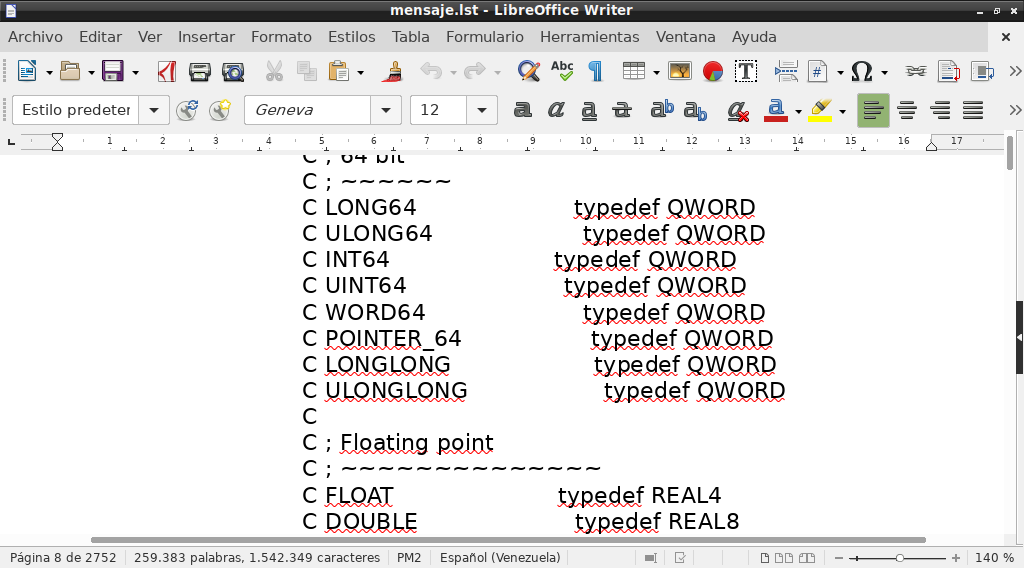 mensaje.lst - LibreOffice Writer
Archivo Editar Ver Insertar Formato Estilos Tabla Formulario Herramientas Ventana Ayuda
Abc
Estilo predeter Geneva 12
1 2 3 4 5 6 7 8 9 10 11 12 13 14 15 16 17
C ; 64 bit
C ; ~~~~~~
C LONG64 typedef QWORD
C ULONG64 typedef QWORD
C INT64 typedef QWORD
C UINT64 typedef QWORD
C WORD64 typedef QWORD
C POINTER_64 typedef QWORD
C LONGLONG typedef QWORD
C ULONGLONG typedef QWORD
C
C ; Floating point
C ; ~~~~~~~~~~~~~~
C FLOAT typedef REAL4
C DOUBLE typedef REAL8
Página 8 de 2752 259.383 palabras, 1.542.349 caracteres PM2 Español (Venezuela) 140 %